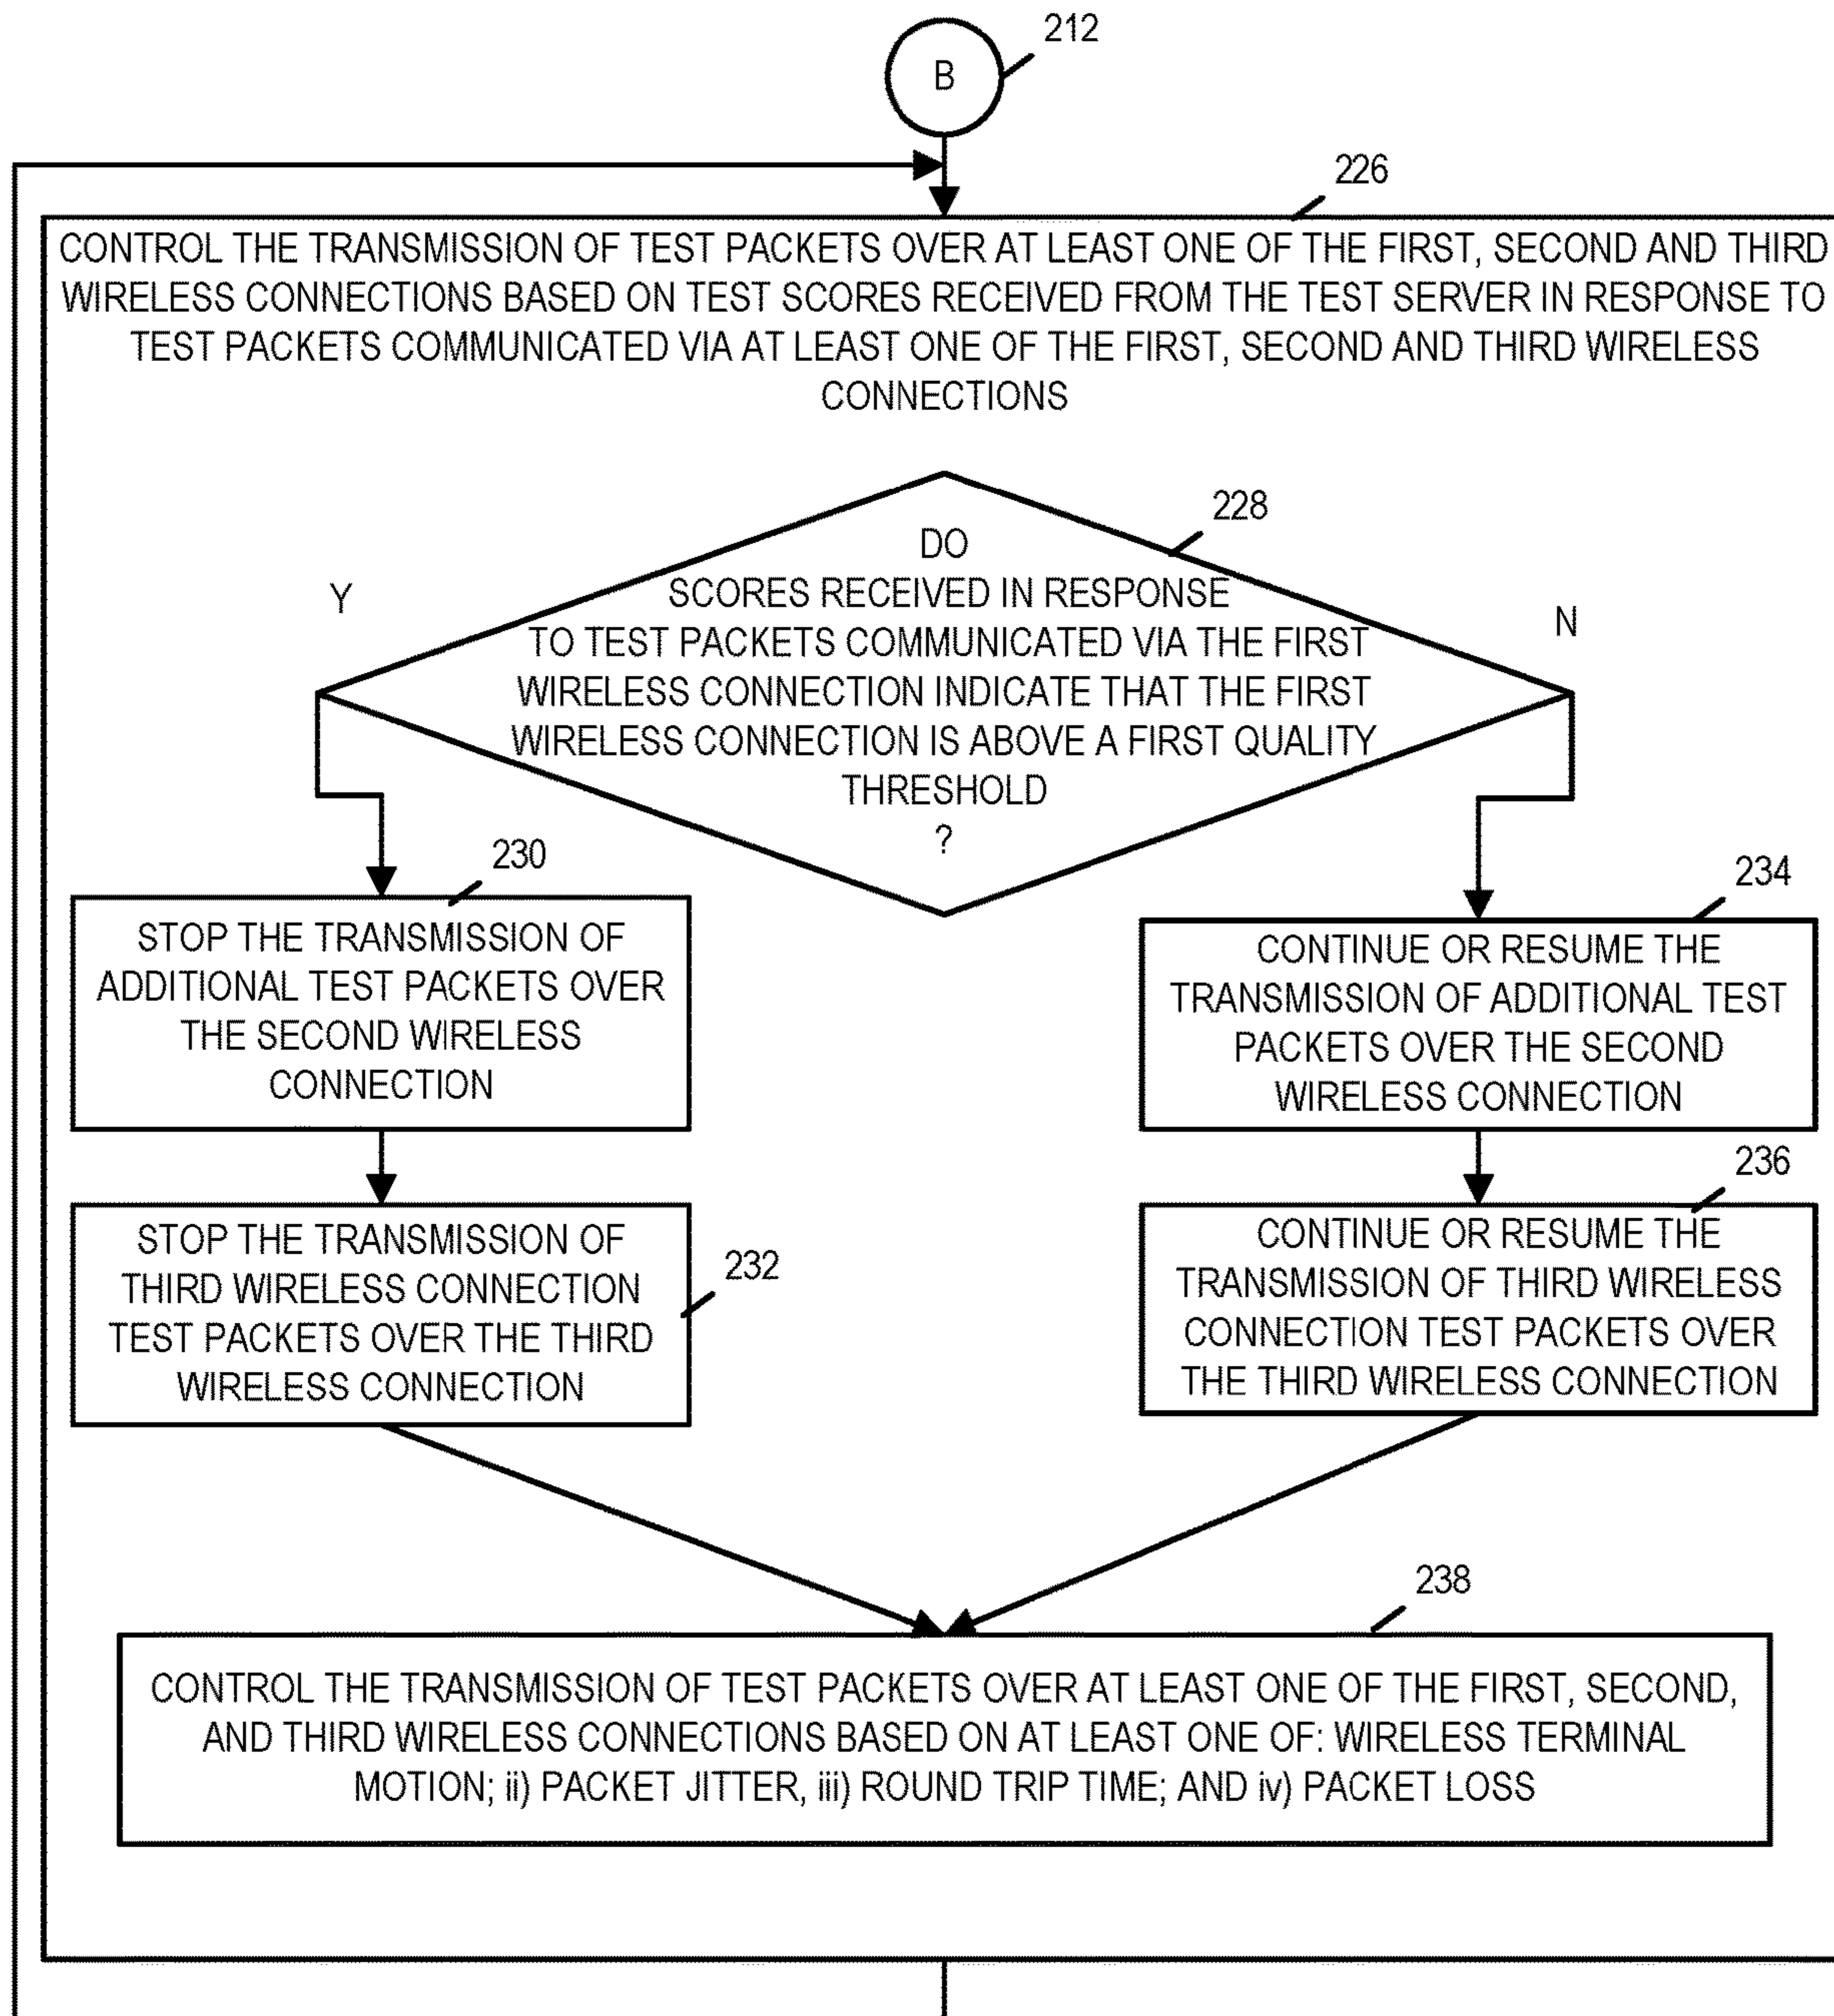 212
B
226
CONTROL THE TRANSMISSION OF TEST PACKETS OVER AT LEAST ONE OF THE FIRST, SECOND AND THIRD
WIRELESS CONNECTIONS BASED ON TEST SCORES RECEIVED FROM THE TEST SERVER IN RESPONSE TO
TEST PACKETS COMMUNICATED VIA AT LEAST ONE OF THE FIRST, SECOND AND THIRD WIRELESS
CONNECTIONS
228
DO
SCORES RECEIVED IN RESPONSE
TO TEST PACKETS COMMUNICATED VIA THE FIRST
WIRELESS CONNECTION INDICATE THAT THE FIRST
WIRELESS CONNECTION IS ABOVE A FIRST QUALITY
THRESHOLD
?
Y
N
230
STOP THE TRANSMISSION OF
ADDITIONAL TEST PACKETS OVER
THE SECOND WIRELESS
CONNECTION
234
CONTINUE OR RESUME THE
TRANSMISSION OF ADDITIONAL TEST
PACKETS OVER THE SECOND
WIRELESS CONNECTION
232
STOP THE TRANSMISSION OF
THIRD WIRELESS CONNECTION
TEST PACKETS OVER THE THIRD
WIRELESS CONNECTION
236
CONTINUE OR RESUME THE
TRANSMISSION OF THIRD WIRELESS
CONNECTION TEST PACKETS OVER
THE THIRD WIRELESS CONNECTION
238
CONTROL THE TRANSMISSION OF TEST PACKETS OVER AT LEAST ONE OF THE FIRST, SECOND,
AND THIRD WIRELESS CONNECTIONS BASED ON AT LEAST ONE OF: WIRELESS TERMINAL
MOTION; ii) PACKET JITTER, iii) ROUND TRIP TIME; AND iv) PACKET LOSS